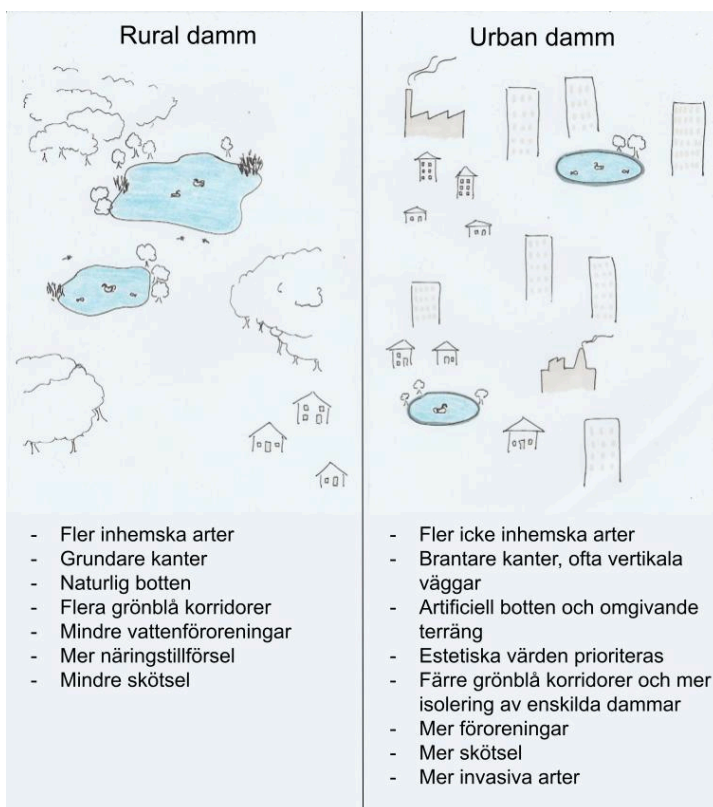 Rural damm
- Fler inhemska arter
- Grundare kanter
- Naturlig botten
- Flera grönblå korridorer
- Mindre vattenföroreningar
- Mer näringstillförsel
- Mindre skötsel
Urban damm
- Fler icke inhemska arter
- Brantare kanter, ofta vertikala
väggar
- Artificiell botten och omgivande
terräng
- Estetiska värden prioriteras
- Färre grönblå korridorer och mer
isolering av enskilda dammar
- Mer föroreningar
- Mer skötsel
- Mer invasiva arter